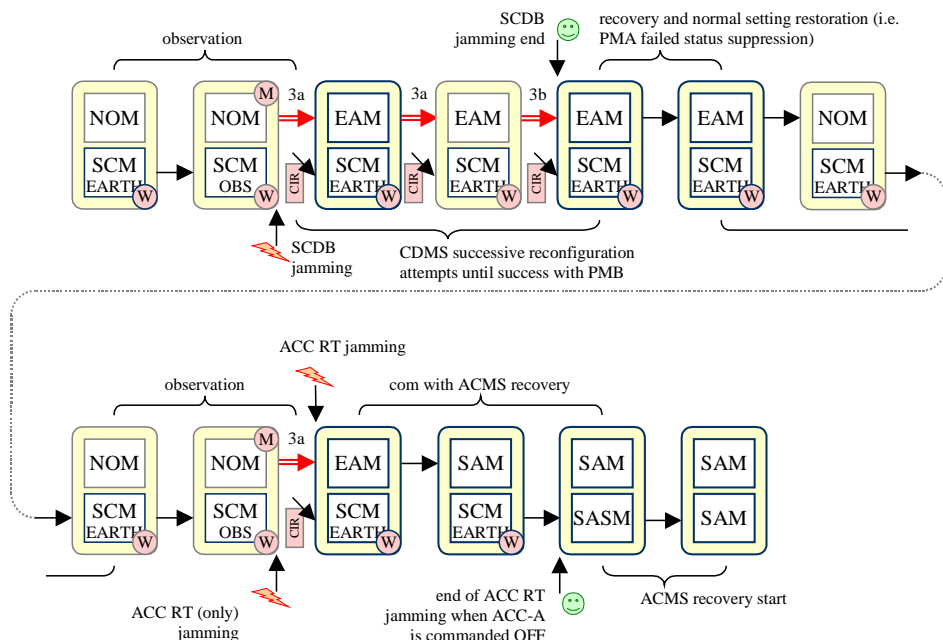 observation
SCDB
jamming end
recovery and normal setting restoration (i.e.
PMA failed status suppression)
M
3a
3a
3b
NOM
NOM
EAM
EAM
EAM
EAM
NOM
SCM
EARTH
W
SCM
OBS
W
CIR
SCM
EARTH
W
CIR
SCM
EARTH
W
CIR
SCM
EARTH
W
SCM
EARTH
W
SCM
EARTH
W
SCDB
jamming
CDMS successive reconfiguration
attempts until success with PMB
ACC RT jamming
observation
com with ACMS recovery
M
3a
NOM
NOM
EAM
SAM
SAM
SAM
SCM
EARTH
W
SCM
OBS
W
CIR
SCM
EARTH
W
SCM
EARTH
W
SASM
SAM
ACC RT (only)
jamming
end of ACC RT
jamming when ACC-A
is commanded OFF
ACMS recovery start